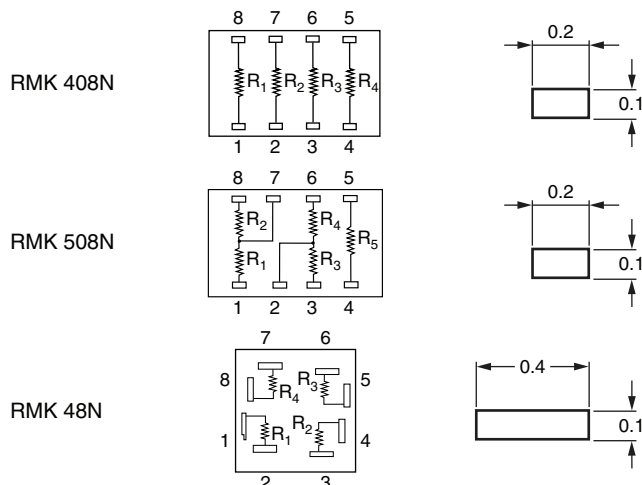 8 7 6 5
0.2
RMK 408N
R1 R2 R3 R4
0.1
1 2 3 4
8 7 6 5
0.2
R2 R4
RMK 508N
R5
0.1
R1 R3
1 2 3 4
7 6
0.4
8 R4 R3 5
RMK 48N
0.1
1 R1 R2 4
2 3